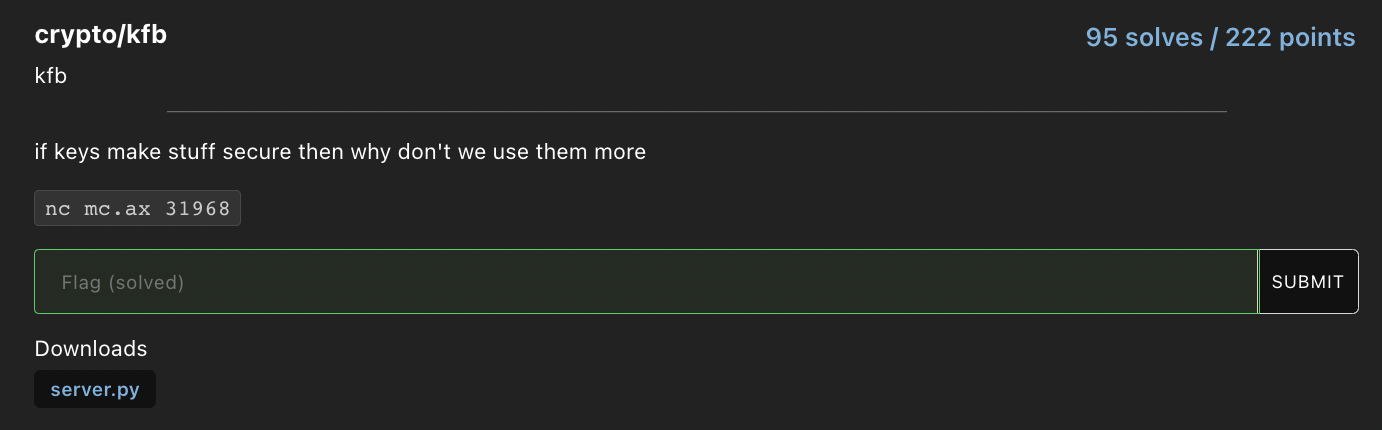 crypto/kfb
95 solves / 222 points
kfb
if keys make stuff secure then why don't we use them more
nc mc.ax 31968
Flag (solved)
SUBMIT
Downloads
server.py